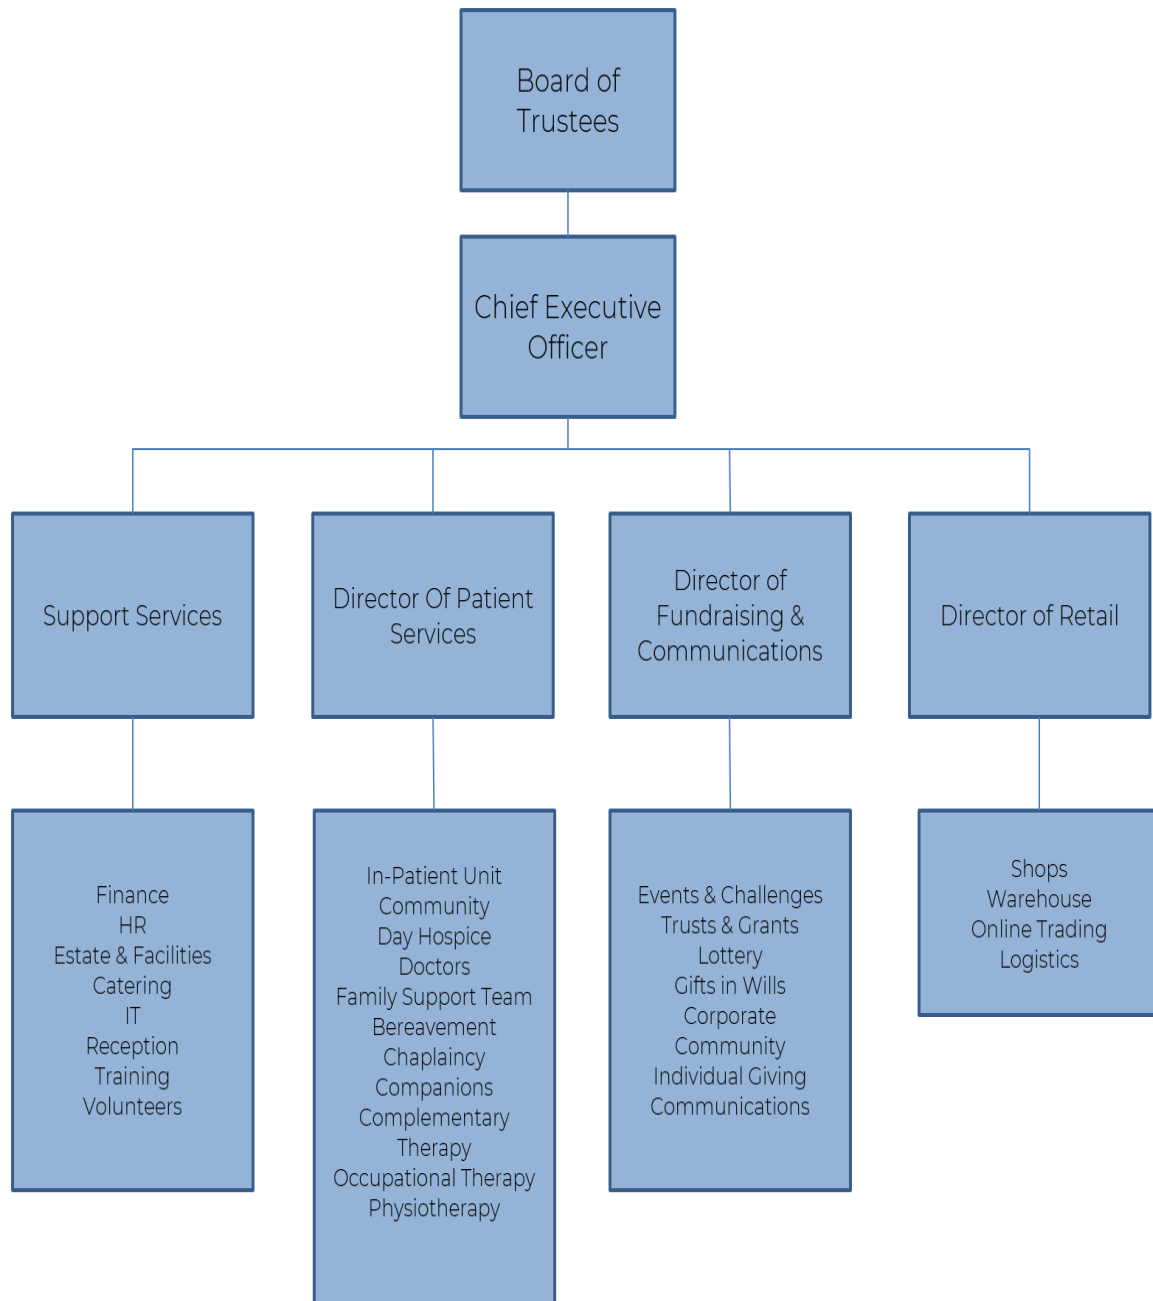 Board of
Trustees
Chief Executive
Officer
Support Services
Director Of Patient
Services
Director of
Fundraising &
Communications
Director of Retail
Finance
HR
Estate & Facilities
Catering
IT
Reception
Training
Volunteers
In-Patient Unit
Community
Day Hospice
Doctors
Family Support Team
Bereavement
Chaplaincy
Companions
Complementary
Therapy
Occupational Therapy
Physiotherapy
Events & Challenges
Trusts & Grants
Lottery
Gifts in Wills
Corporate
Community
Individual Giving
Communications
Shops
Warehouse
Online Trading
Logistics